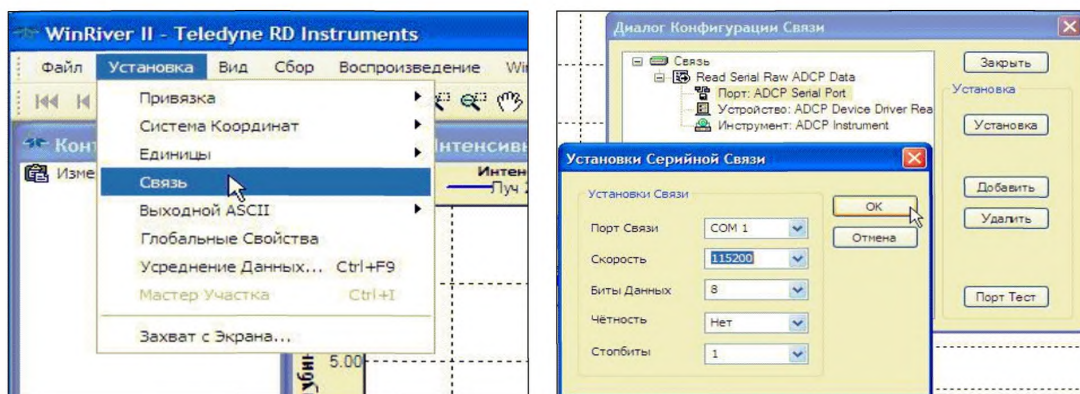 WinRiver II - Teledyne RD Instruments
Файл Установка Вид Сбор Воспроизведение
Привязка
Система Координат
Единицы
Измe
Связь
Выходной ASCII
Глобальные Свойства
Усреднение Данных... Ctrl+F9
Мастер Участка Ctrl+I
Захват с Экрана...
5.00
Диалог Конфигурации Связи
Связь
Read Serial Raw ADCP Data
Порт: ADCP Serial Port
Устройство: ADCP Device Driver Rea
Инструмент: ADCP Instrument
Закрыть
Установка
Установка
Добавить
Удалить
Порт Тест
Установки Серийной Связи
Установки Связи
Порт Связи COM 1
Скорость 115200
Биты Данных 8
Чётность Нет
Стопбиты 1
OK
Отмена